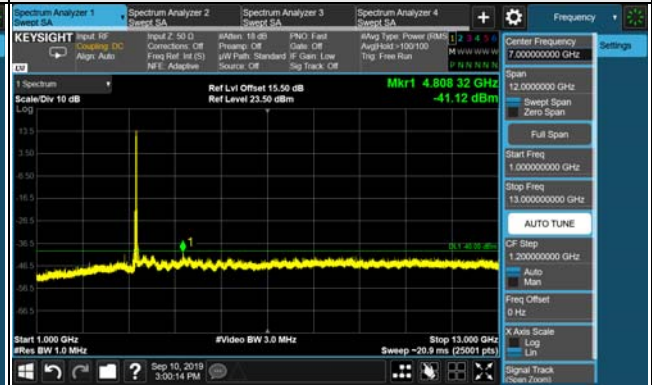 Spectrum Analyzer 1
Swept SA
Spectrum Analyzer 2
Swept SA
Spectrum Analyzer 3
Swept SA
Spectrum Analyzer 4
Swept SA
Frequency
KEYSIGHT
Input: RF
Coupling: DC
Align: Auto
Input Z: 50 Ω
Corrections: Off
Freq Ref: Int (S)
NFE: Adaptive
#Atten: 18 dB
Preamp: Off
µW Path: Standard
Source: Off
PNO: Fast
Gate: Off
IF Gain: Low
Sig Track: Off
#Avg Type: Power (RMS)
Avg|Hold:>100/100
Trig: Free Run
1 2 3 4 5 6
M W W W W W
P N N N N N
LXI
1 Spectrum
Scale/Div 10 dB
Log
Ref Lvl Offset 15.50 dB
Ref Level 23.50 dBm
Mkr1 4.808 32 GHz
-41.12 dBm
13.5
3.50
-6.50
-16.5
-26.5
-36.5
-46.5
-56.5
-66.5
1
Start 1.000 GHz
#Res BW 1.0 MHz
#Video BW 3.0 MHz
Stop 13.000 GHz
Sweep ~20.9 ms (25001 pts)
Sep 10, 2019
3:00:14 PM
Center Frequency
7.000000000 GHz
Settings
Span
12.0000000 GHz
Swept Span
Zero Span
Full Span
Start Freq
1.000000000 GHz
Stop Freq
13.000000000 GHz
AUTO TUNE
CF Step
1.200000000 GHz
Auto
Man
Freq Offset
0 Hz
X Axis Scale
Log
Lin
Signal Track
(Span Zoom)